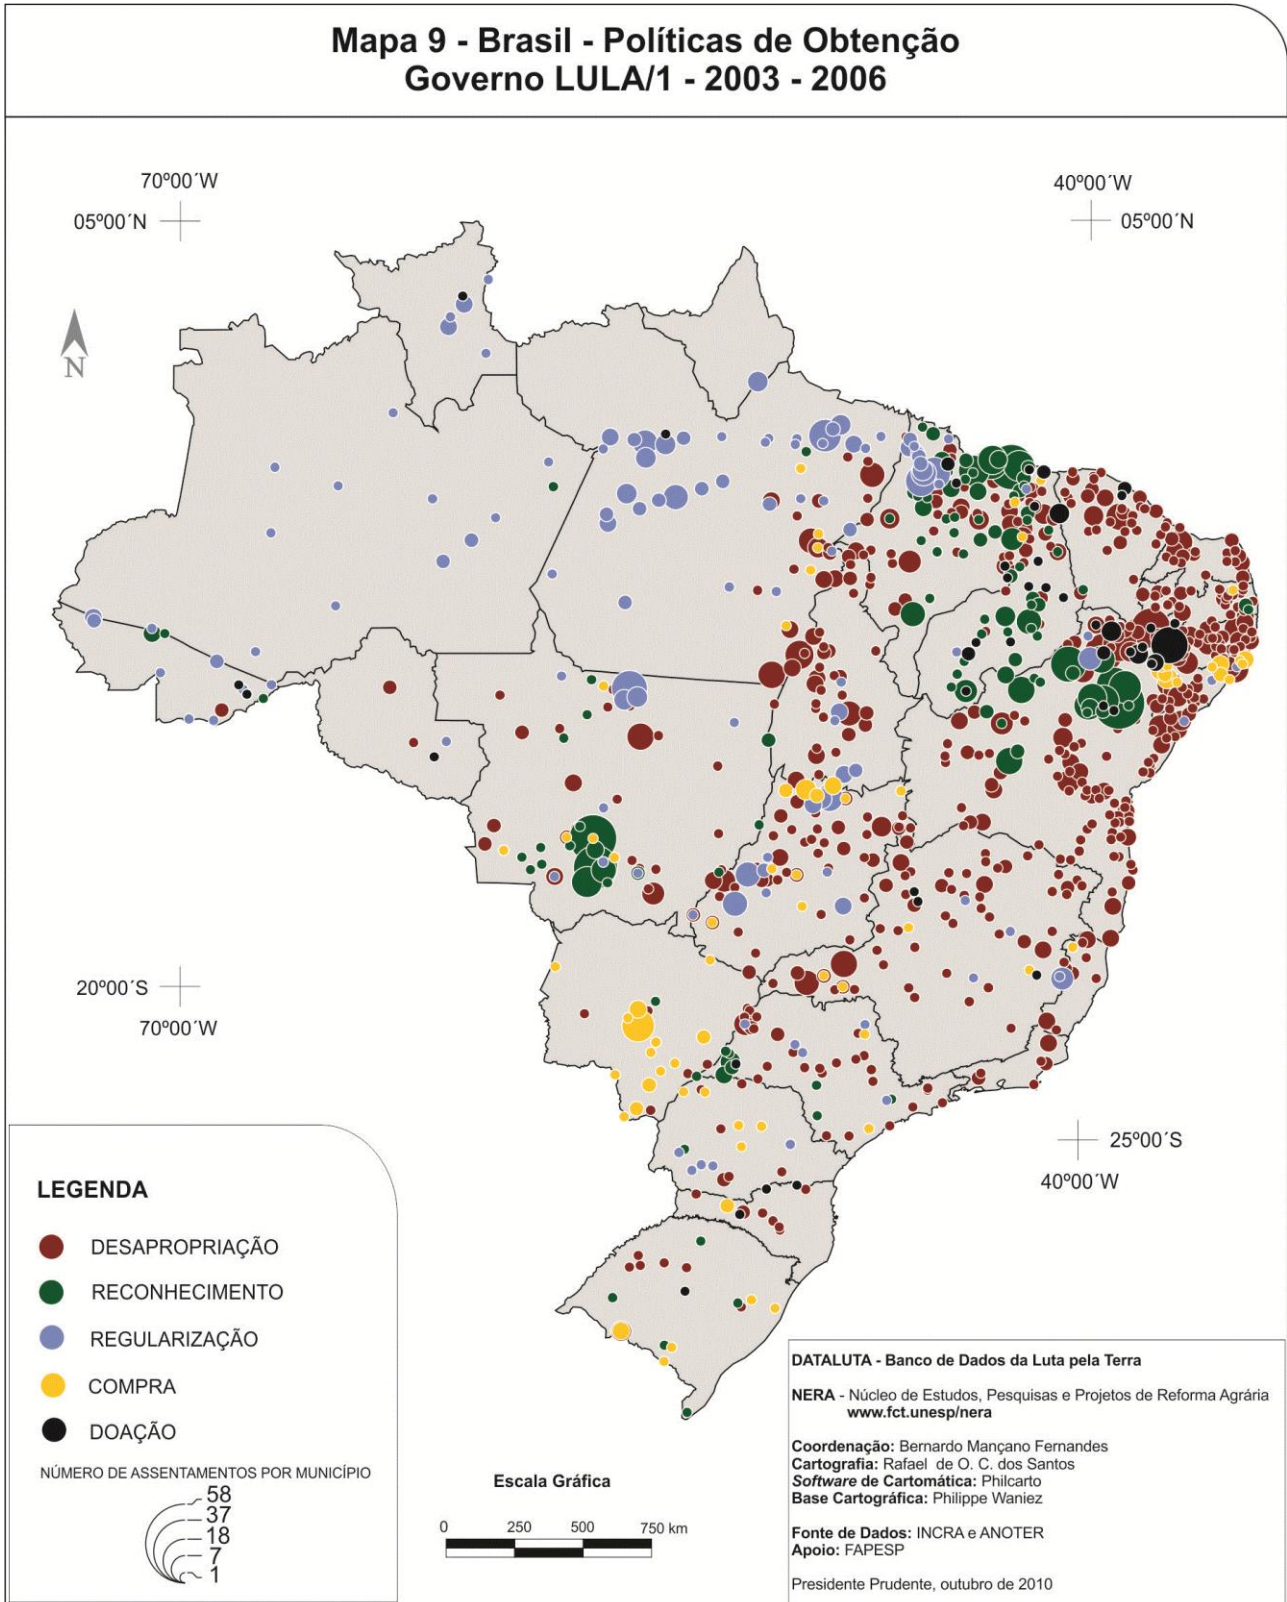 Mapa 9 - Brasil - Políticas de Obtenção
Governo LULA/1 - 2003 - 2006
70º00´W
05º00´N
40º00´W
05º00´N
N
20º00´S
70º00´W
25º00´S
40º00´W
LEGENDA
DESAPROPRIAÇÃO
RECONHECIMENTO
REGULARIZAÇÃO
COMPRA
DOAÇÃO
NÚMERO DE ASSENTAMENTOS POR MUNICÍPIO
58
37
18
7
1
Escala Gráfica
0 250 500 750 km
DATALUTA - Banco de Dados da Luta pela Terra
NERA - Núcleo de Estudos, Pesquisas e Projetos de Reforma Agrária
www.fct.unesp/nera
Coordenação: Bernardo Mançano Fernandes
Cartografia: Rafael de O. C. dos Santos
Software de Cartomática: Philcarto
Base Cartográfica: Philippe Waniez
Fonte de Dados: INCRA e ANOTER
Apoio: FAPESP
Presidente Prudente, outubro de 2010